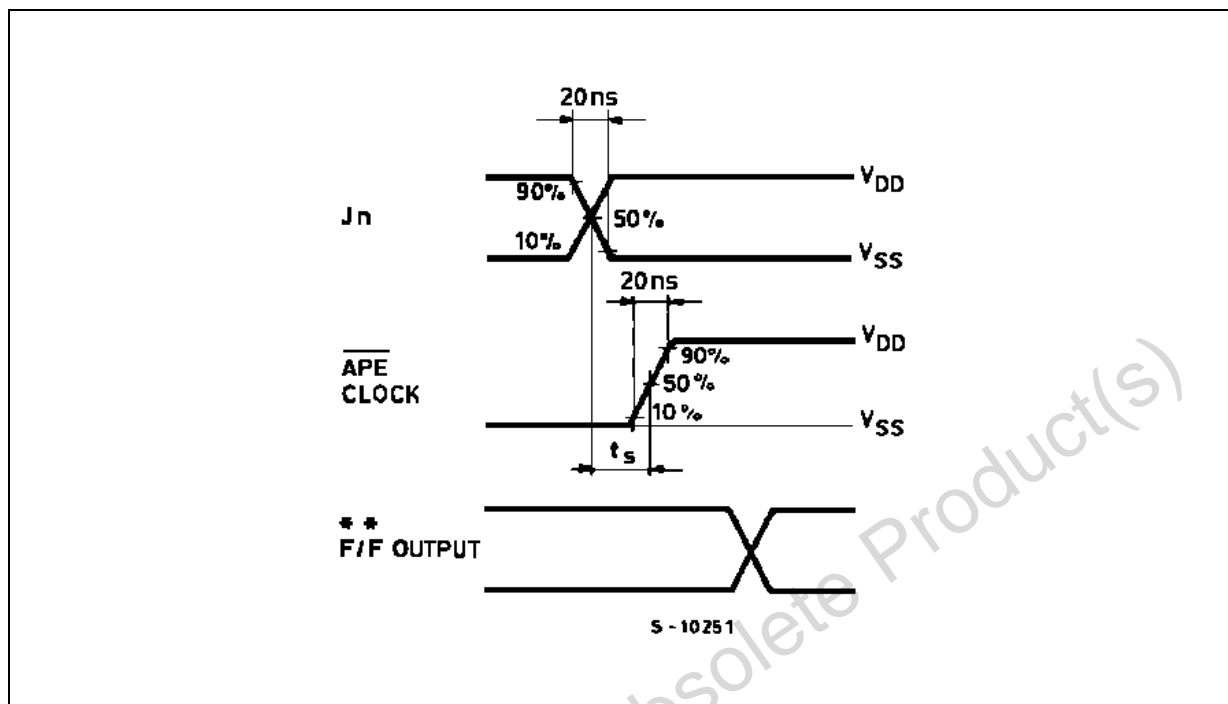 20ns
VDD
90%
Jn
50%
10%
VSS
20ns
VDD
90%
APE
50%
CLOCK
10%
VSS
ts
**
F/F OUTPUT
S-10251
bsolete Product(s)